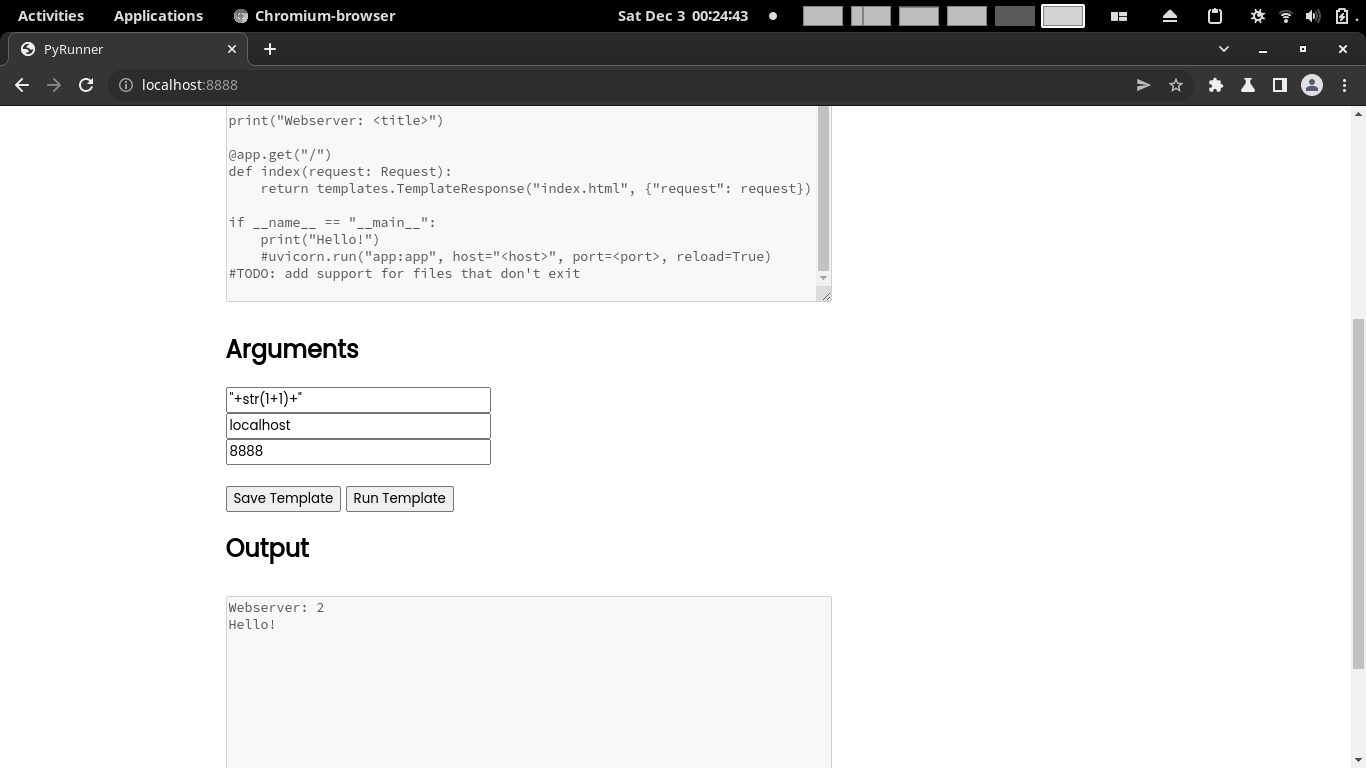 Activities
Applications
Chromium-browser
Sat Dec 3 00:24:43
PyRunner
localhost:8888
print("Webserver: <title>")
@app.get("/")
def index(request: Request):
    return templates.TemplateResponse("index.html", {"request": request})
if __name__ == "__main__":
    print("Hello!")
    #uvicorn.run("app:app", host="<host>", port=<port>, reload=True)
#TODO: add support for files that don't exit
Arguments
"+str(1+1)+"
localhost
8888
Save Template
Run Template
Output
Webserver: 2
Hello!